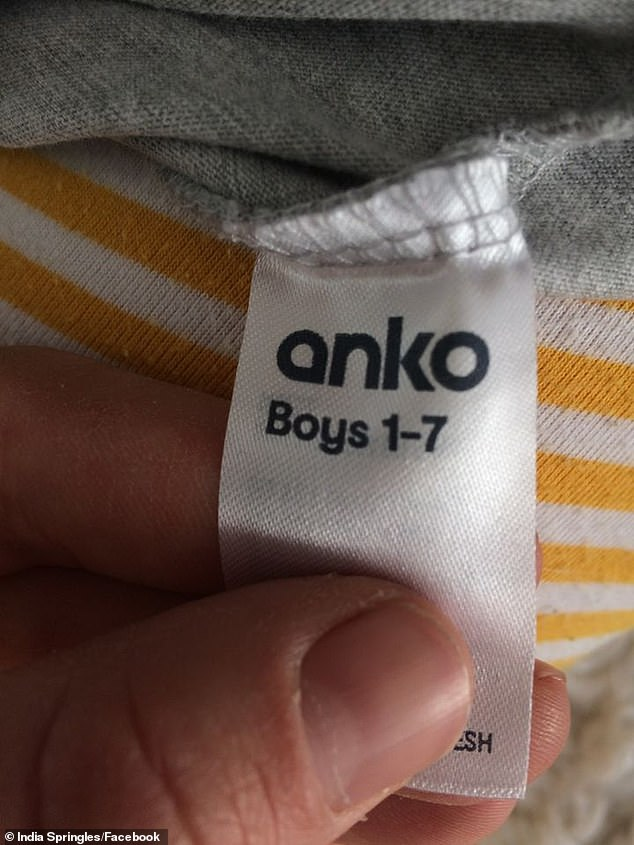 anko
Boys 1-7
© India Springles/Facebook